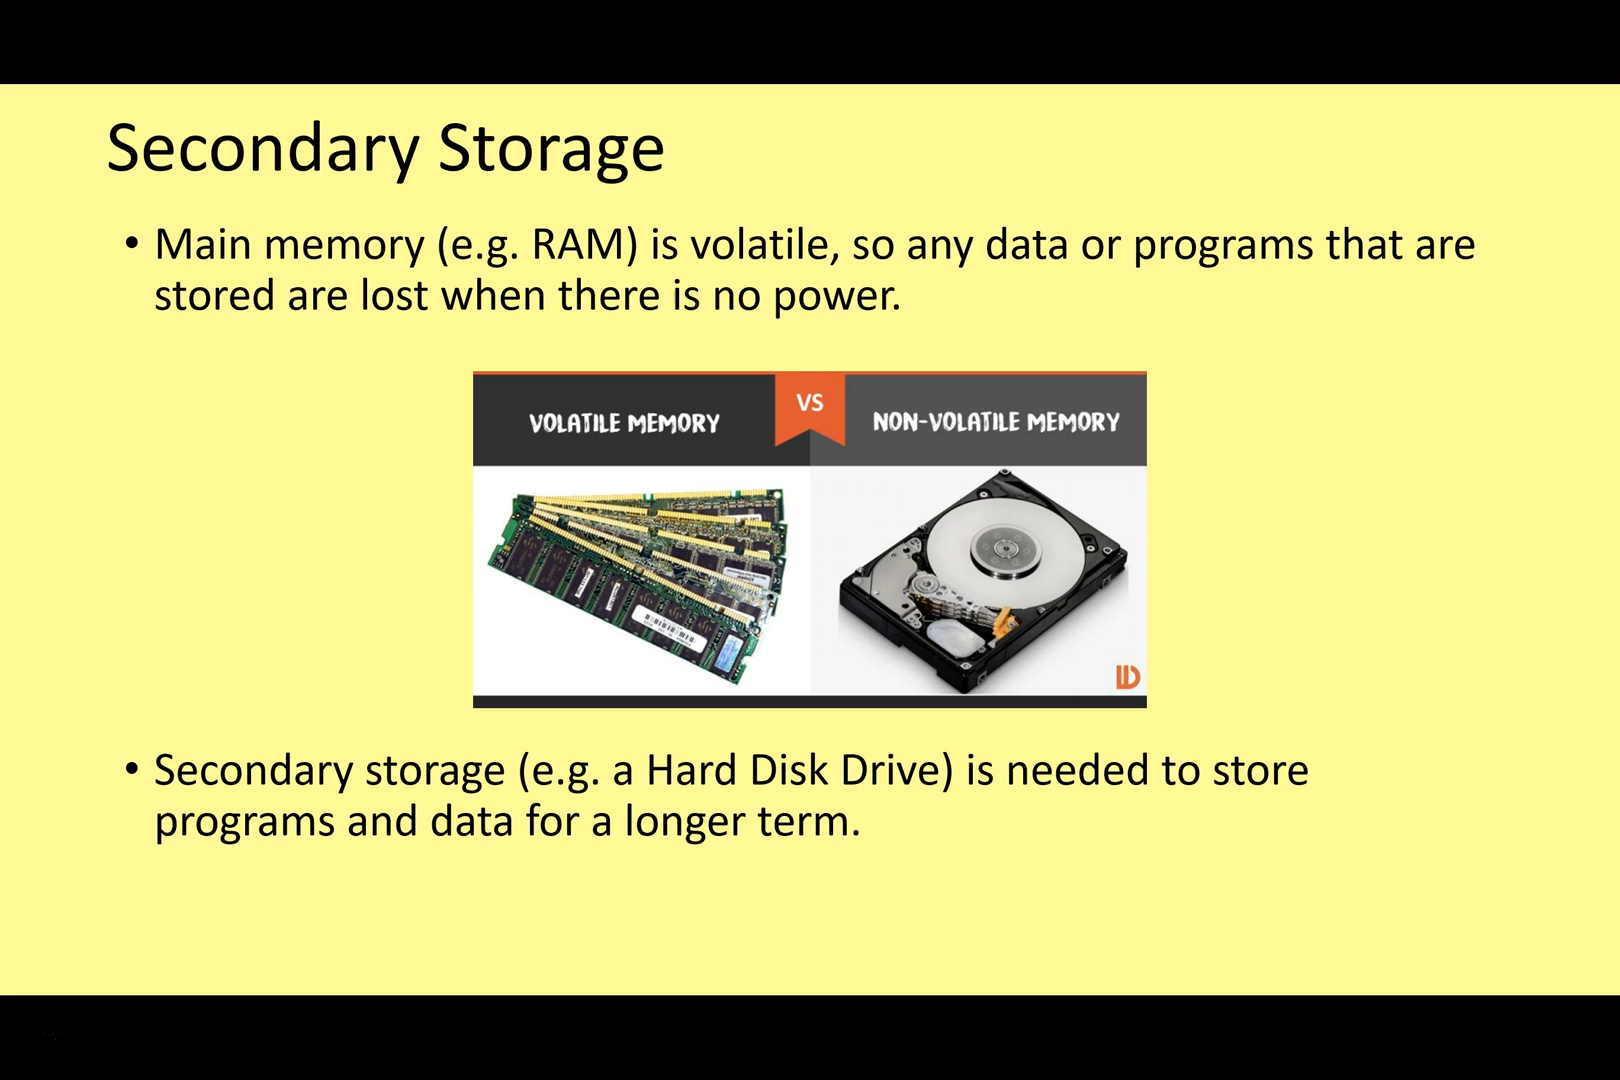 Secondary Storage
• Main memory (e.g. RAM) is volatile, so any data or programs that are
stored are lost when there is no power.
VOLATILE MEMORY
VS
NON-VOLATILE MEMORY
• Secondary storage (e.g. a Hard Disk Drive) is needed to store
programs and data for a longer term.